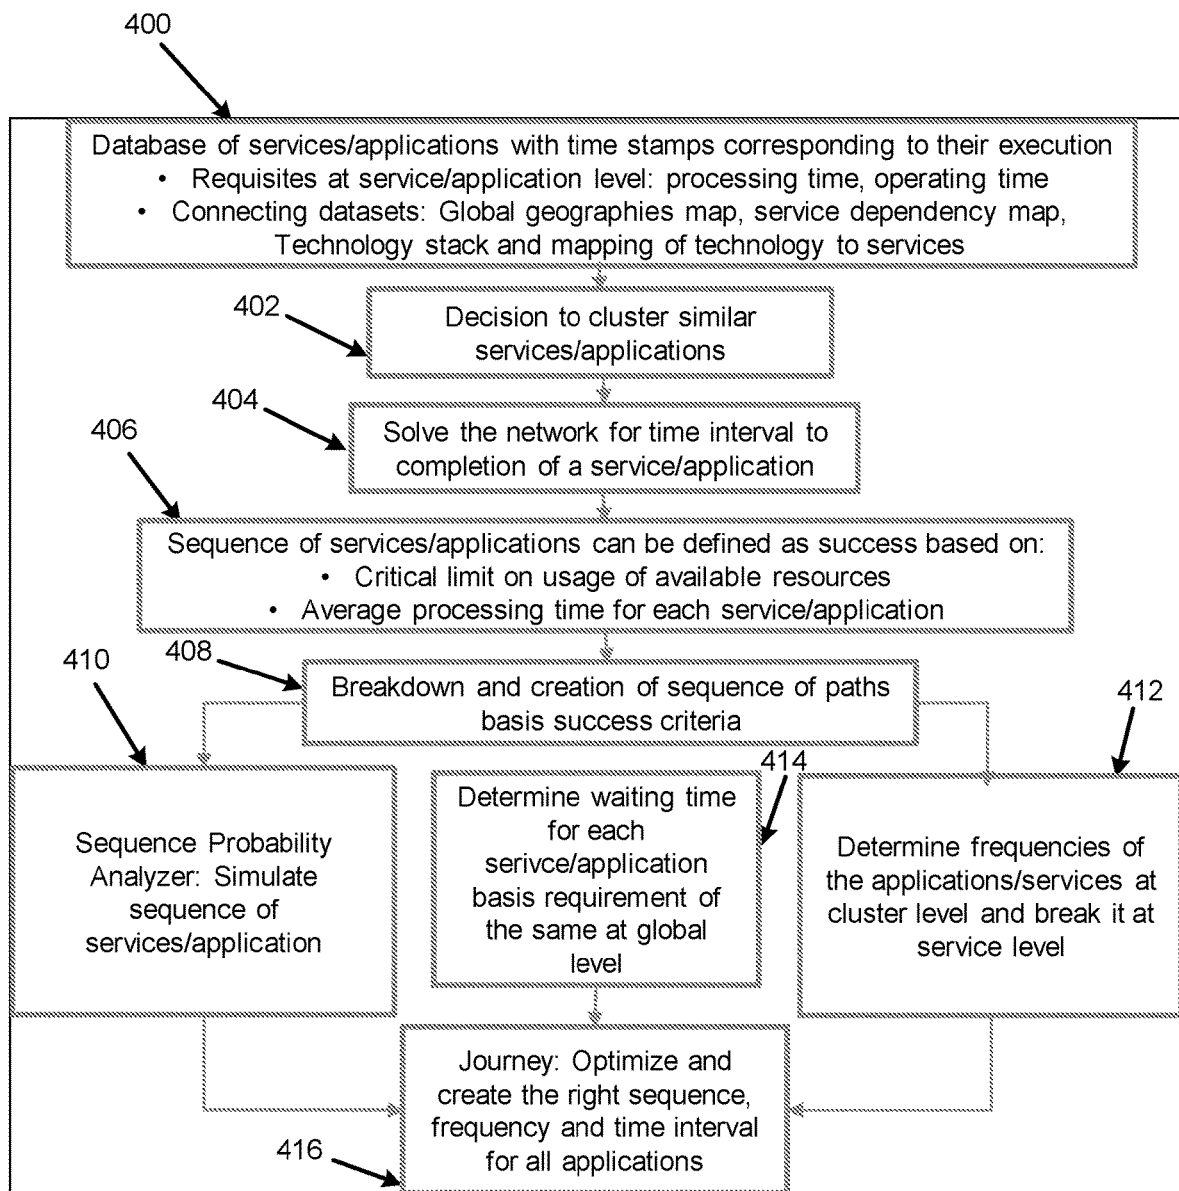 400
Database of services/applications with time stamps corresponding to their execution
• Requisites at service/application level: processing time, operating time
• Connecting datasets: Global geographies map, service dependency map,
Technology stack and mapping of technology to services
402
Decision to cluster similar
services/applications
404
Solve the network for time interval to
completion of a service/application
406
Sequence of services/applications can be defined as success based on:
• Critical limit on usage of available resources
• Average processing time for each service/application
408
Breakdown and creation of sequence of paths
basis success criteria
410
Sequence Probability
Analyzer: Simulate
sequence of
services/application
414
Determine waiting time
for each
serivce/application
basis requirement of
the same at global
level
412
Determine frequencies of
the applications/services at
cluster level and break it at
service level
Journey: Optimize and
create the right sequence,
frequency and time interval
for all applications
416